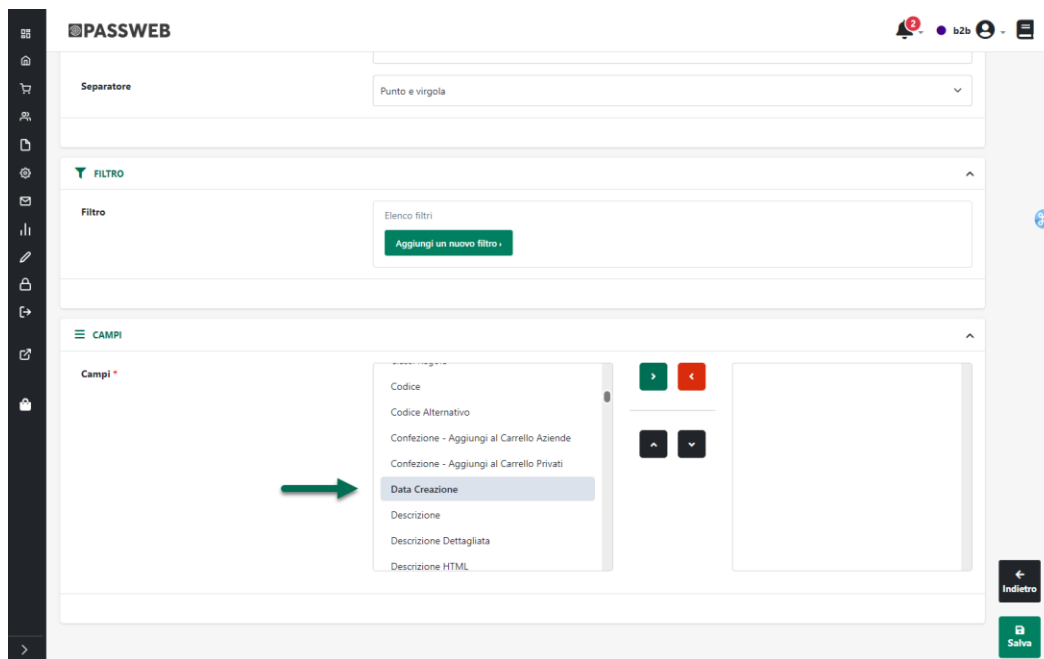 PASSWEB
2
b2b
Separatore
Punto e virgola
FILTRO
Filtro
Elenco filtri
Aggiungi un nuovo filtro ›
CAMPI
Campi *
Codice
Codice Alternativo
Confezione - Aggiungi al Carrello Aziende
Confezione - Aggiungi al Carrello Privati
Data Creazione
Descrizione
Descrizione Dettagliata
Descrizione HTML
Indietro
Salva